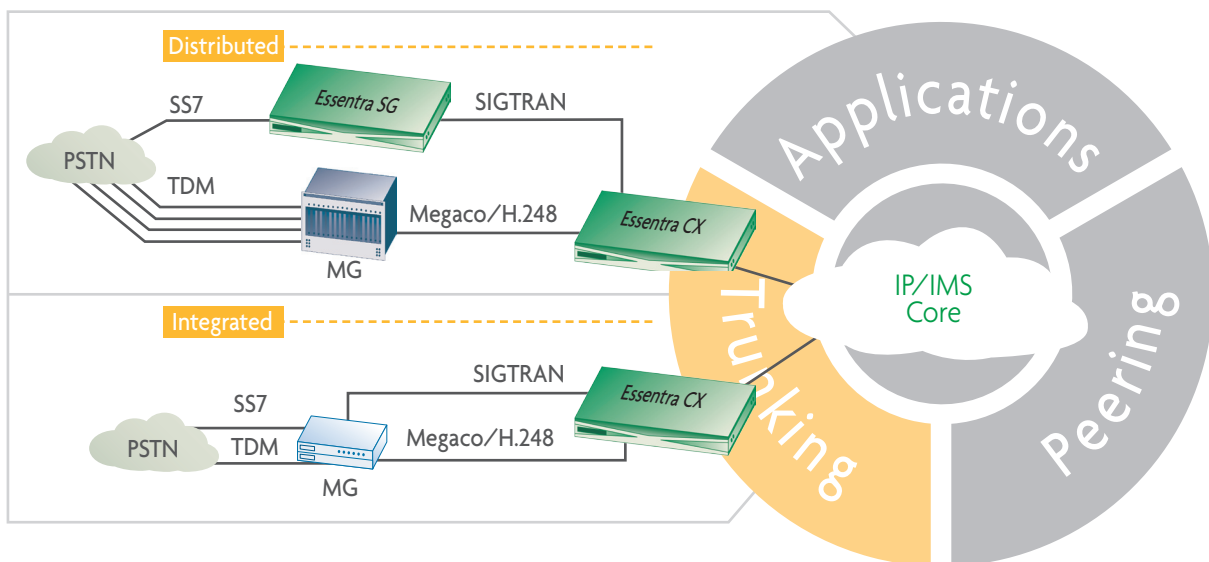 Distributed
Essentra SG
SS7
SIGTRAN
PSTN
TDM
Megaco/H.248
Essentra CX
MG
Integrated
SIGTRAN
Essentra CX
SS7
PSTN
TDM
Megaco/H.248
MG
Applications
Trunking
Peering
IP/IMS
Core